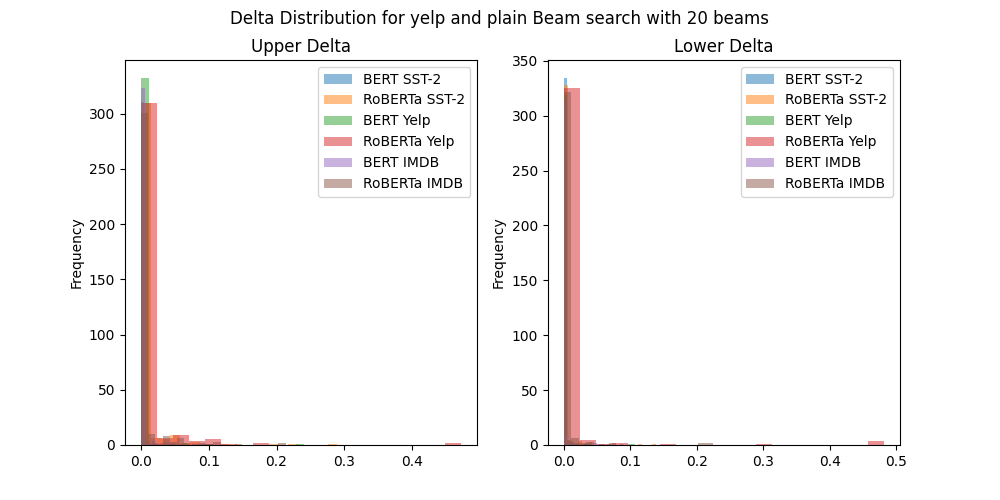 Delta Distribution for yelp and plain Beam search with 20 beams
Upper Delta
Frequency
300
250
200
150
100
50
0
0.0 0.1 0.2 0.3 0.4
BERT SST-2
RoBERTa SST-2
BERT Yelp
RoBERTa Yelp
BERT IMDB
RoBERTa IMDB
Lower Delta
Frequency
350
300
250
200
150
100
50
0
0.0 0.1 0.2 0.3 0.4 0.5
BERT SST-2
RoBERTa SST-2
BERT Yelp
RoBERTa Yelp
BERT IMDB
RoBERTa IMDB